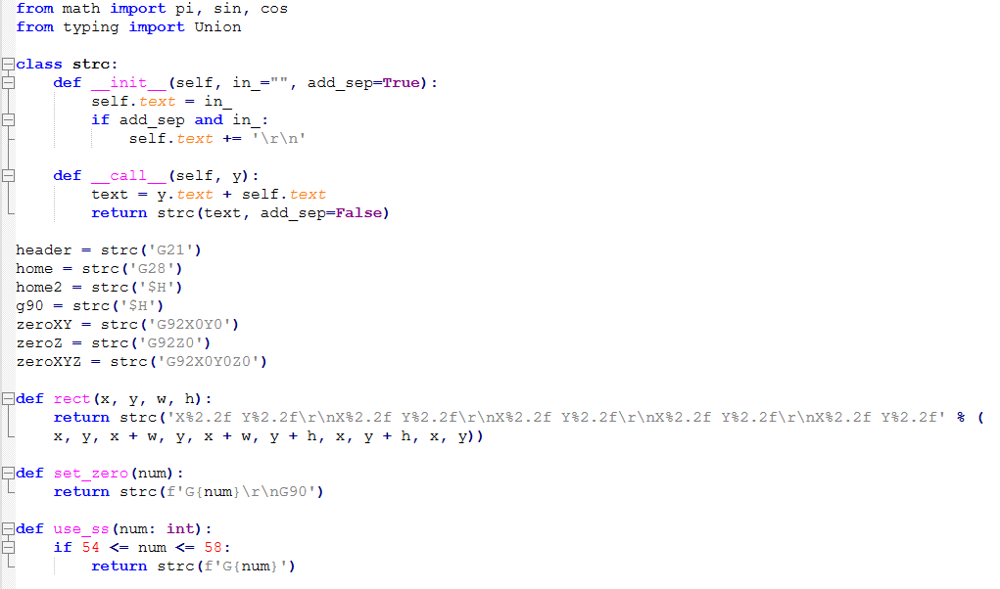 from math import pi, sin, cos
from typing import Union

class strc:
    def __init__(self, in_="", add_sep=True):
        self.text = in_
        if add_sep and in_:
            self.text += '\r\n'

    def __call__(self, y):
        text = y.text + self.text
        return strc(text, add_sep=False)

header = strc('G21')
home = strc('G28')
home2 = strc('$H')
g90 = strc('$H')
zeroXY = strc('G92X0Y0')
zeroZ = strc('G92Z0')
zeroXYZ = strc('G92X0Y0Z0')

def rect(x, y, w, h):
    return strc('X%2.2f Y%2.2f\r\nX%2.2f Y%2.2f\r\nX%2.2f Y%2.2f\r\nX%2.2f Y%2.2f\r\nX%2.2f Y%2.2f' % (
    x, y, x + w, y, x + w, y + h, x, y + h, x, y))

def set_zero(num):
    return strc(f'G{num}\r\nG90')

def use_ss(num: int):
    if 54 <= num <= 58:
        return strc(f'G{num}')